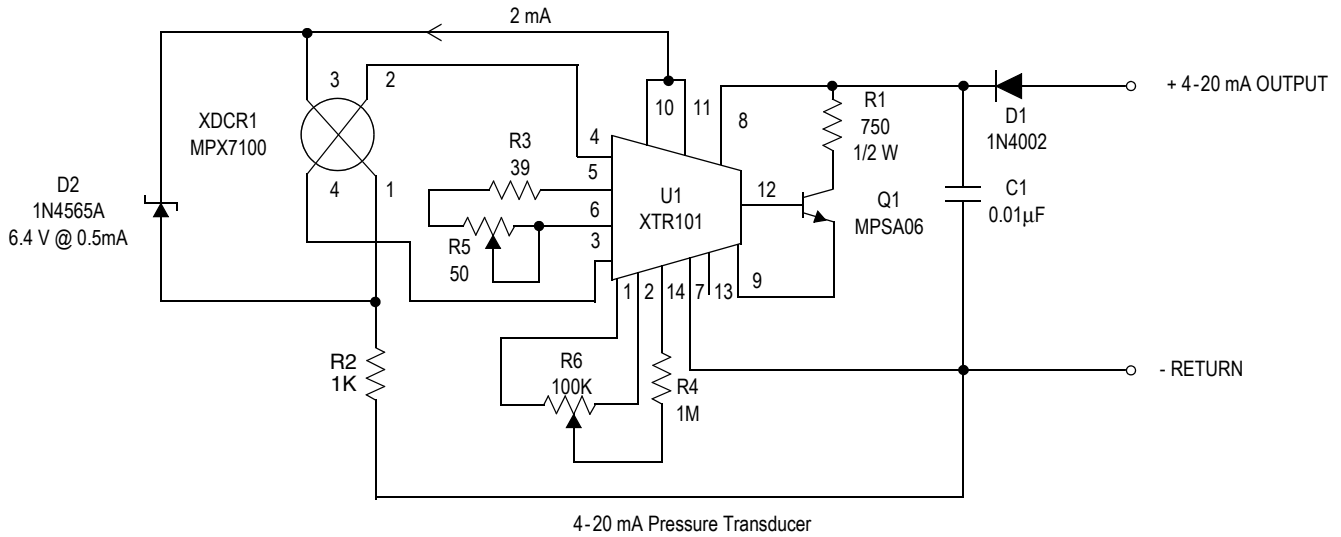 2 mA
3
2
XDCR1
MPX7100
4
1
D2
1N4565A
6.4 V @ 0.5mA
R3
39
R5
50
4
5
6
3
10
11
8
U1
XTR101
12
R1
750
1/2 W
Q1
MPSA06
D1
1N4002
+ 4-20 mA OUTPUT
C1
0.01μF
1
2
14
7
13
9
R2
1K
R6
100K
R4
1M
- RETURN
4-20 mA Pressure Transducer